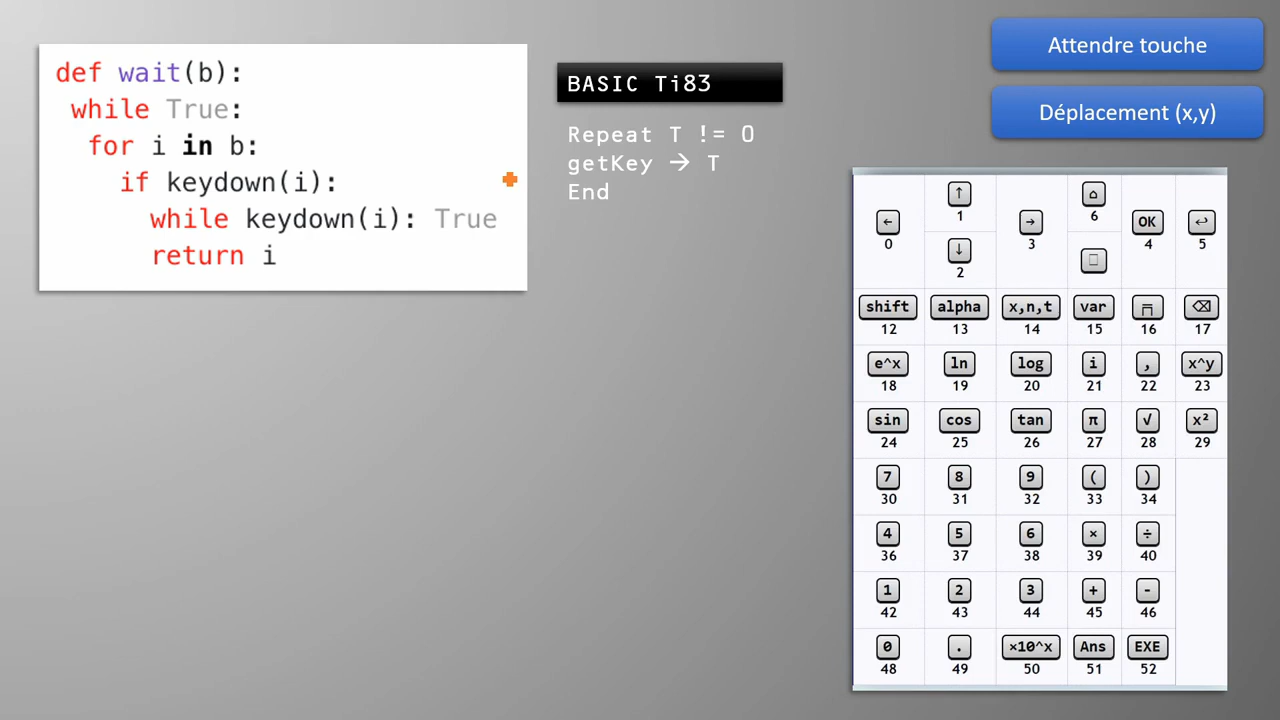 def wait(b):
while True:
for i in b:
if keydown(i):
while keydown(i): True
return i
BASIC Ti83
Repeat T != 0
getKey → T
End
Attendre touche
Déplacement (x,y)
← ↑ → ⌂ OK ↩
0 1 3 6 4 5
↓
2
shift alpha x,n,t var ⌫
12 13 14 15 16 17
e^x ln log i , x^y
18 19 20 21 22 23
sin cos tan π √ x²
24 25 26 27 28 29
7 8 9 ( )
30 31 32 33 34
4 5 6 × ÷
36 37 38 39 40
1 2 3 + -
42 43 44 45 46
0 . ×10^x Ans EXE
48 49 50 51 52